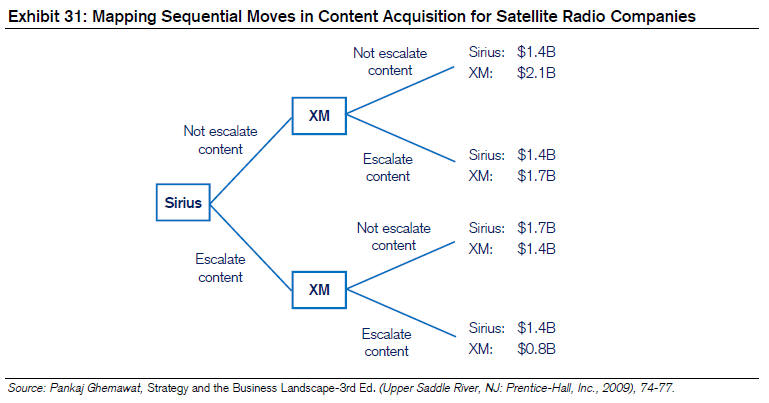 Exhibit 31: Mapping Sequential Moves in Content Acquisition for Satellite Radio Companies
Not escalate
content
Sirius: $1.4B
XM: $2.1B
XM
Not escalate
content
Escalate
content
Sirius: $1.4B
XM: $1.7B
Sirius
Not escalate
content
Sirius: $1.7B
XM: $1.4B
Escalate
content
XM
Escalate
content
Sirius: $1.4B
XM: $0.8B
Source: Pankaj Ghemawat, Strategy and the Business Landscape-3rd Ed. (Upper Saddle River, NJ: Prentice-Hall, Inc., 2009), 74-77.